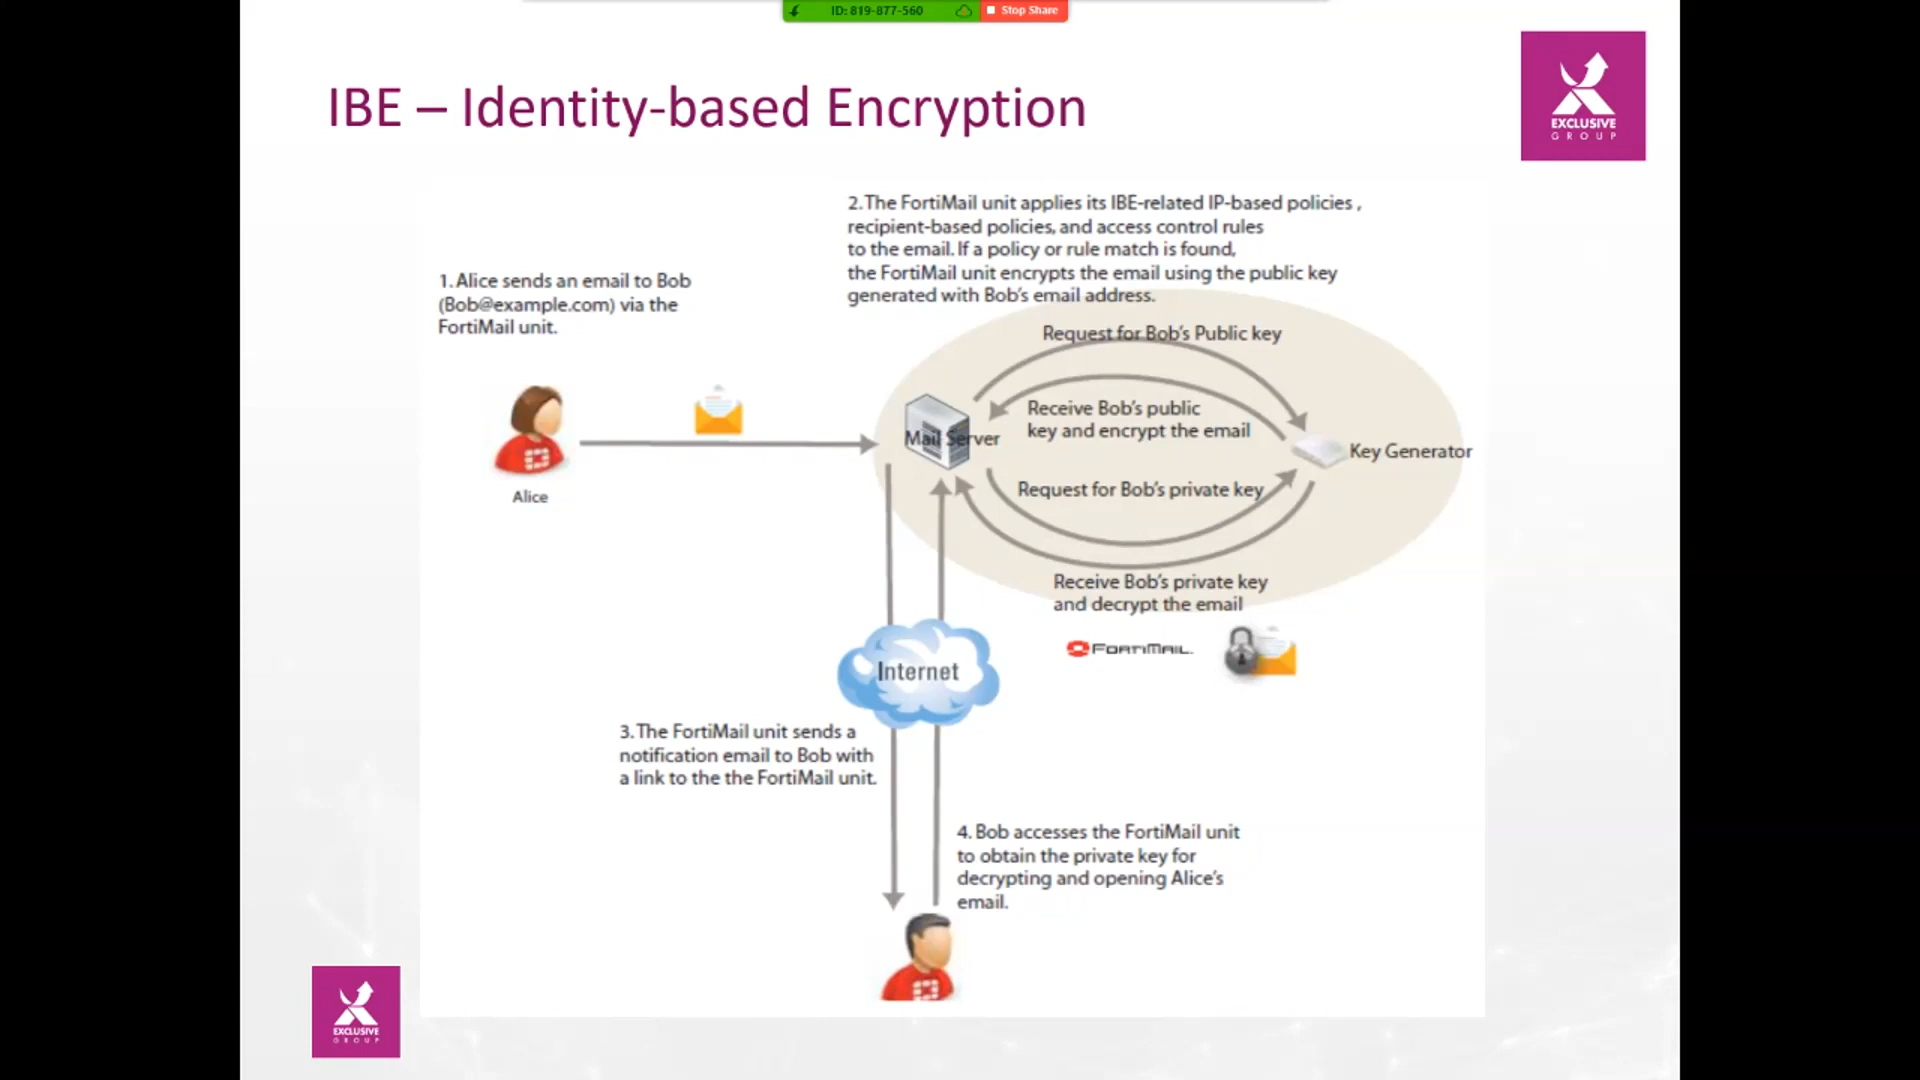 ID: 819-877-560
Stop Share
IBE – Identity-based Encryption
EXCLUSIVE
GROUP
2.The FortiMail unit applies its IBE-related IP-based policies ,
recipient-based policies, and access control rules
to the email. If a policy or rule match is found,
the FortiMail unit encrypts the email using the public key
generated with Bob's email address.
1. Alice sends an email to Bob
(Bob@example.com) via the
FortiMail unit.
Request for Bob's Public key
Receive Bob's public
key and encrypt the email
Mail Server
Key Generator
Request for Bob's private key
Alice
Receive Bob's private key
and decrypt the email
FORTIMAIL
Internet
3. The FortiMail unit sends a
notification email to Bob with
a link to the the FortiMail unit.
4. Bob accesses the FortiMail unit
to obtain the private key for
decrypting and opening Alice's
email.
EXCLUSIVE
GROUP